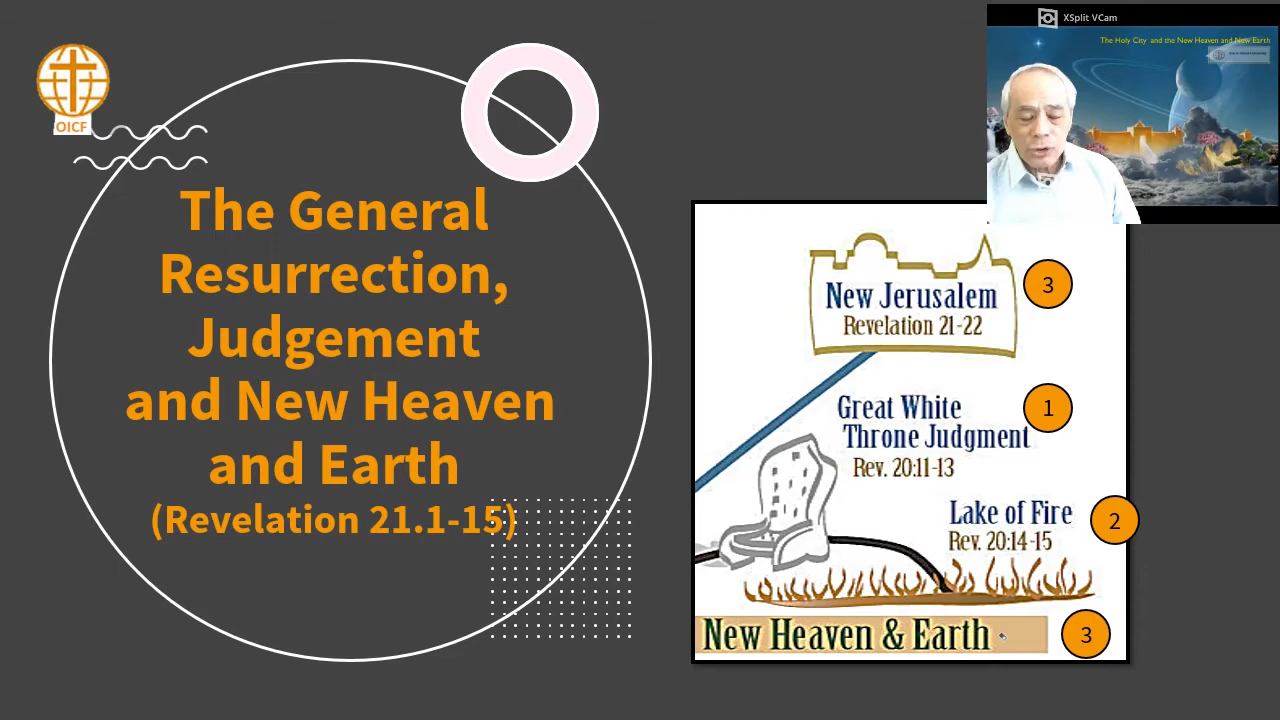 XSplit VCam
The Holy City and the New Heaven and New Earth
OICF
The General
Resurrection,
Judgement
and New Heaven
and Earth
(Revelation 21.1-15)
New Jerusalem
Revelation 21-22
3
Great White
Throne Judgment
Rev. 20:11-13
1
Lake of Fire
Rev. 20:14-15
2
New Heaven & Earth
3